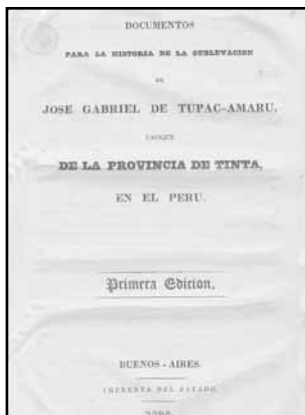 DOCUMENTOS
PARA LA HISTORIA DE LA SUBLEVACION
DE
JOSE GABRIEL DE TUPAC-AMARU,
CACIQUE
DE LA PROVINCIA DE TINTA,
EN EL PERU.
Primera Edicion.
BUENOS - AIRES.
IMPRENTA DEL ESTADO.